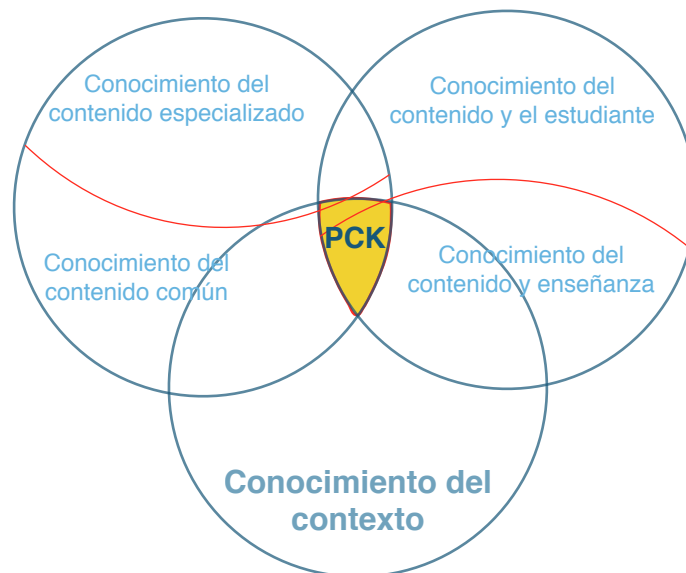 Conocimiento del
contenido especializado
Conocimiento del
contenido y el estudiante
PCK
Conocimiento del
contenido común
Conocimiento del
contenido y enseñanza
Conocimiento del
contexto